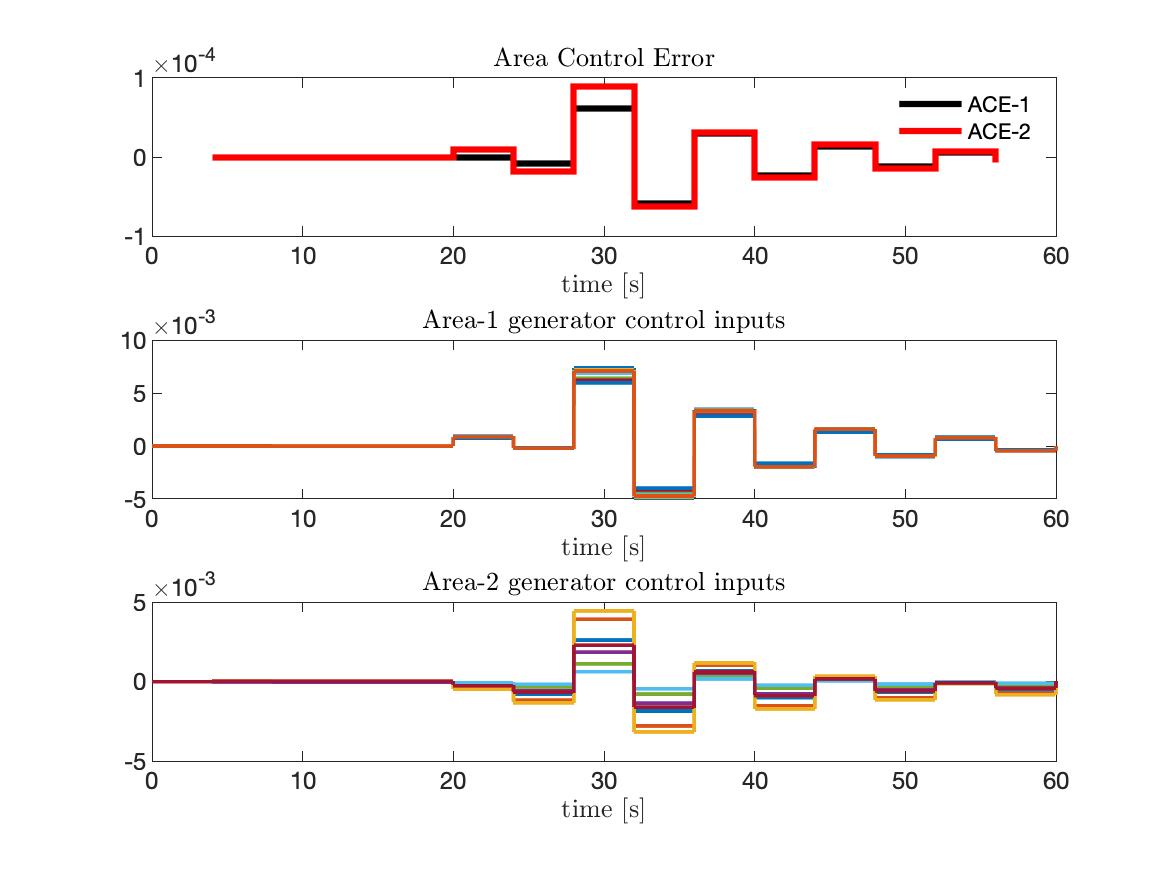 ×10-4
Area Control Error
1
0
-1
ACE-1
ACE-2
0 10 20 30 40 50 60
time [s]
×10-3
Area-1 generator control inputs
10
5
0
-5
0 10 20 30 40 50 60
time [s]
×10-3
Area-2 generator control inputs
5
0
-5
0 10 20 30 40 50 60
time [s]